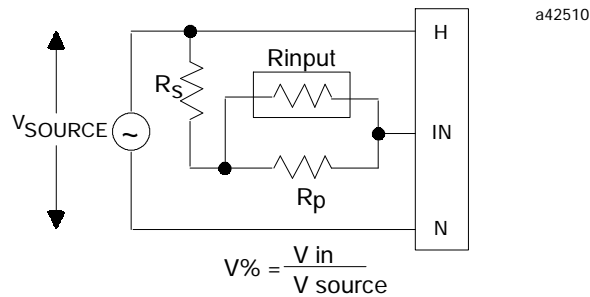 a42510
H
Rinput
RS
VSOURCE
~
IN
Rp
N
V% = V in
V source